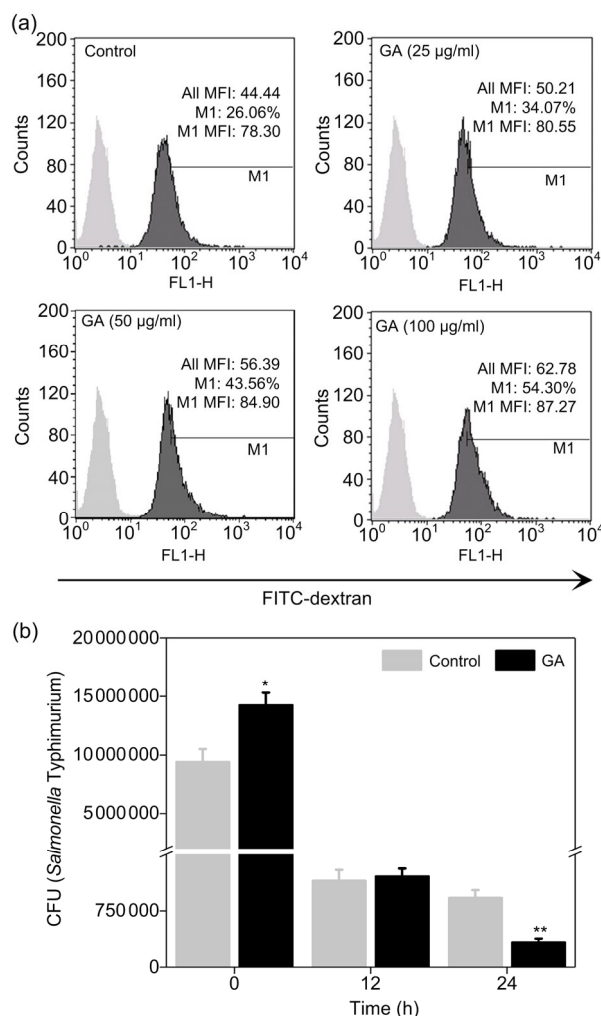 (a)
200
160
120
80
40
0
Counts
Control
All MFI: 44.44
M1: 26.06%
M1 MFI: 78.30
M1
10⁰ 10¹ 10² 10³ 10⁴
FL1-H
200
160
120
80
40
0
Counts
GA (25 µg/ml)
All MFI: 50.21
M1: 34.07%
M1 MFI: 80.55
M1
10⁰ 10¹ 10² 10³ 10⁴
FL1-H
200
160
120
80
40
0
Counts
GA (50 µg/ml)
All MFI: 56.39
M1: 43.56%
M1 MFI: 84.90
M1
10⁰ 10¹ 10² 10³ 10⁴
FL1-H
200
160
120
80
40
0
Counts
GA (100 µg/ml)
All MFI: 62.78
M1: 54.30%
M1 MFI: 87.27
M1
10⁰ 10¹ 10² 10³ 10⁴
FL1-H
FITC-dextran
(b)
CFU (Salmonella Typhimurium)
20 000 000
15 000 000
10 000 000
5 000 000
750 000
0
Control GA
*
**
0 12 24
Time (h)